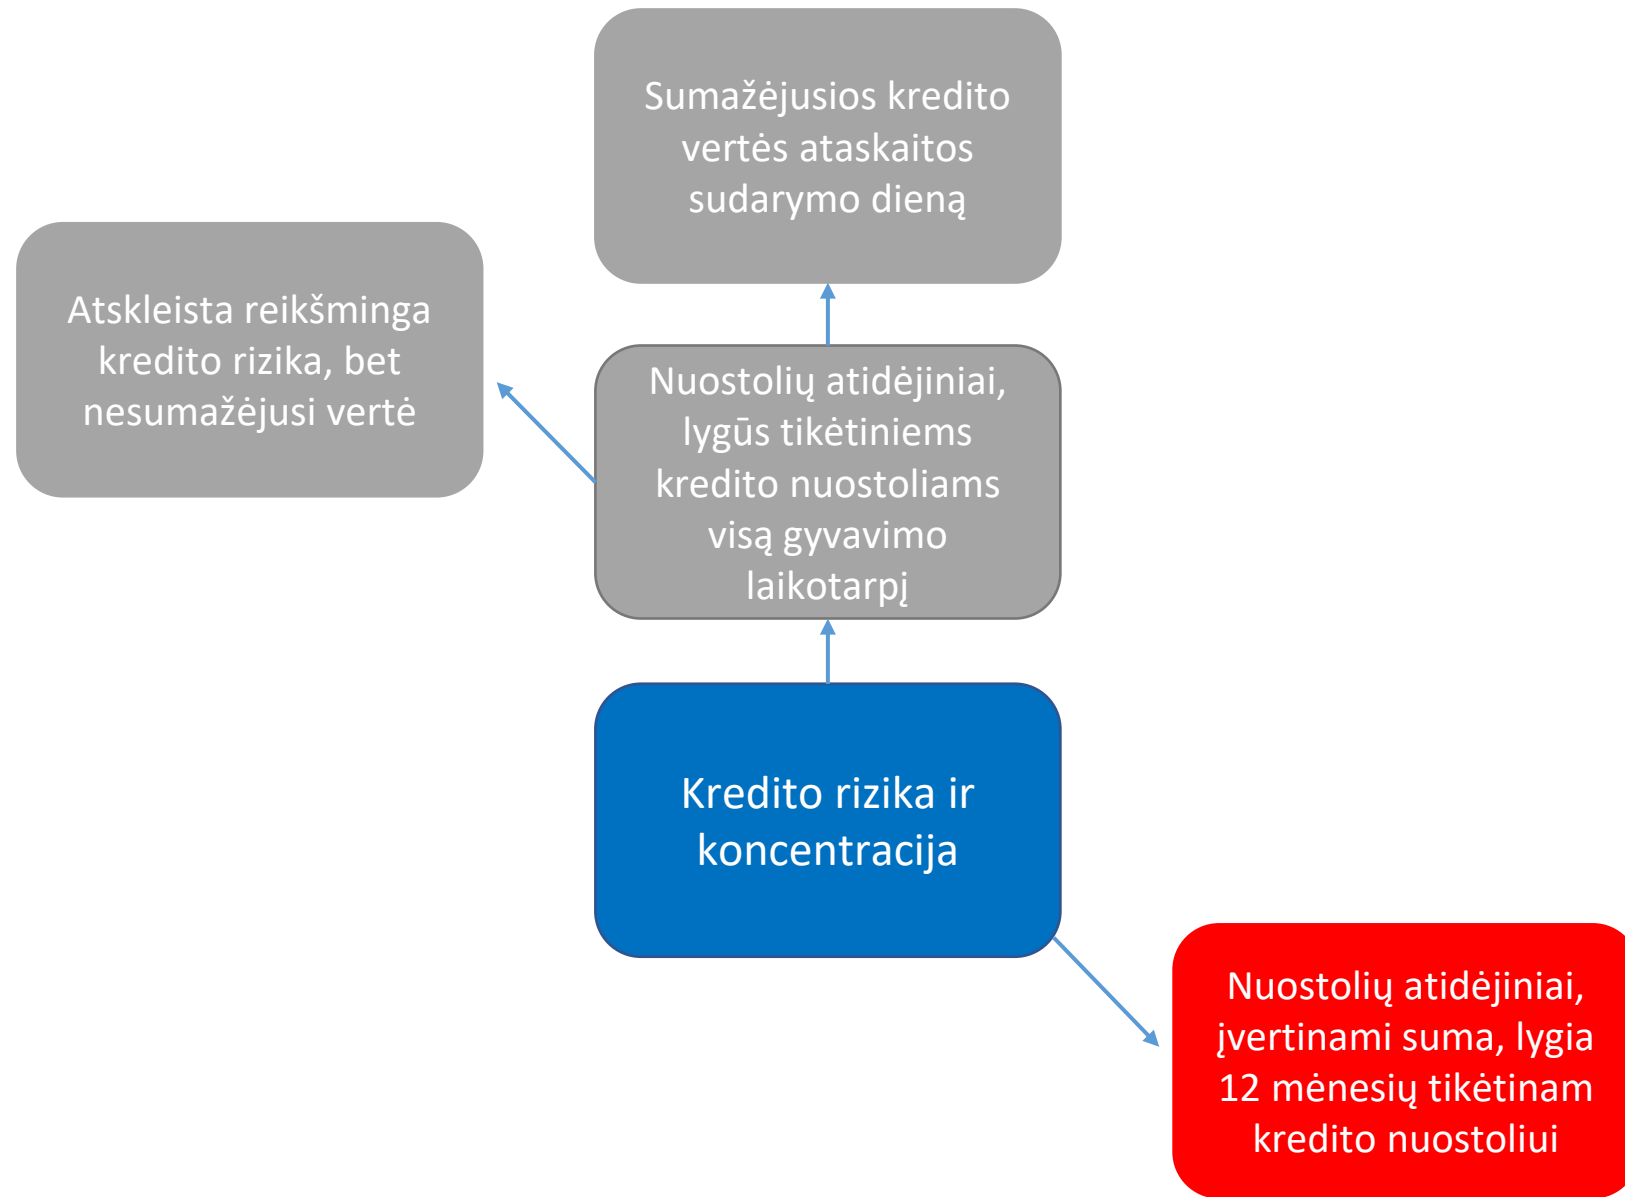 Sumažėjusios kredito
vertės ataskaitos
sudarymo dieną
Atskleista reikšminga
kredito rizika, bet
nesumažėjusi vertė
Nuostolių atidėjiniai,
lygūs tikėtiniems
kredito nuostoliams
visą gyvavimo
laikotarpį
Kredito rizika ir
koncentracija
Nuostolių atidėjiniai,
įvertinami suma, lygia
12 mėnesių tikėtinam
kredito nuostoliui